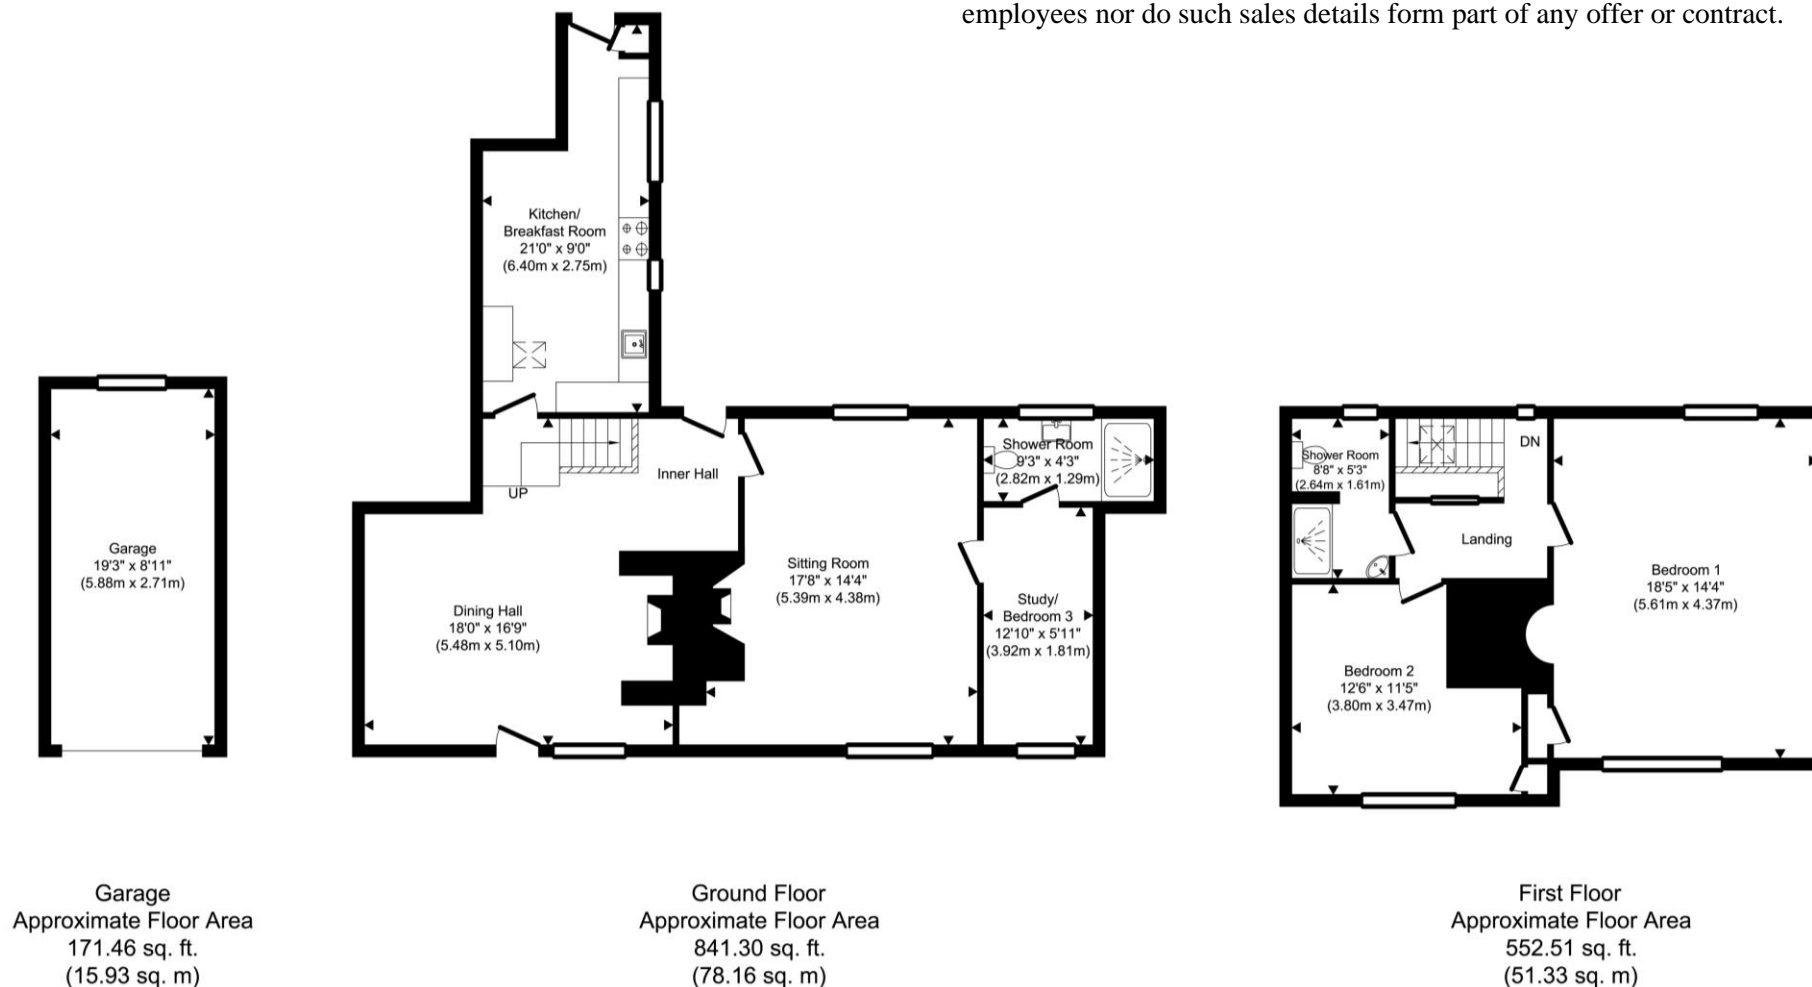 employees nor do such sales details form part of any offer or contract.
Kitchen/
Breakfast Room
21'0" x 9'0"
(6.40m x 2.75m)
UP
Inner Hall
Shower Room
9'3" x 4'3"
(2.82m x 1.29m)
Sitting Room
17'8" x 14'4"
(5.39m x 4.38m)
Dining Hall
18'0" x 16'9"
(5.48m x 5.10m)
Study/
Bedroom 3
12'10" x 5'11"
(3.92m x 1.81m)
Garage
19'3" x 8'11"
(5.88m x 2.71m)
Shower Room
8'8" x 5'3"
(2.64m x 1.61m)
DN
Landing
Bedroom 1
18'5" x 14'4"
(5.61m x 4.37m)
Bedroom 2
12'6" x 11'5"
(3.80m x 3.47m)
Garage
Approximate Floor Area
171.46 sq. ft.
(15.93 sq. m)
Ground Floor
Approximate Floor Area
841.30 sq. ft.
(78.16 sq. m)
First Floor
Approximate Floor Area
552.51 sq. ft.
(51.33 sq. m)